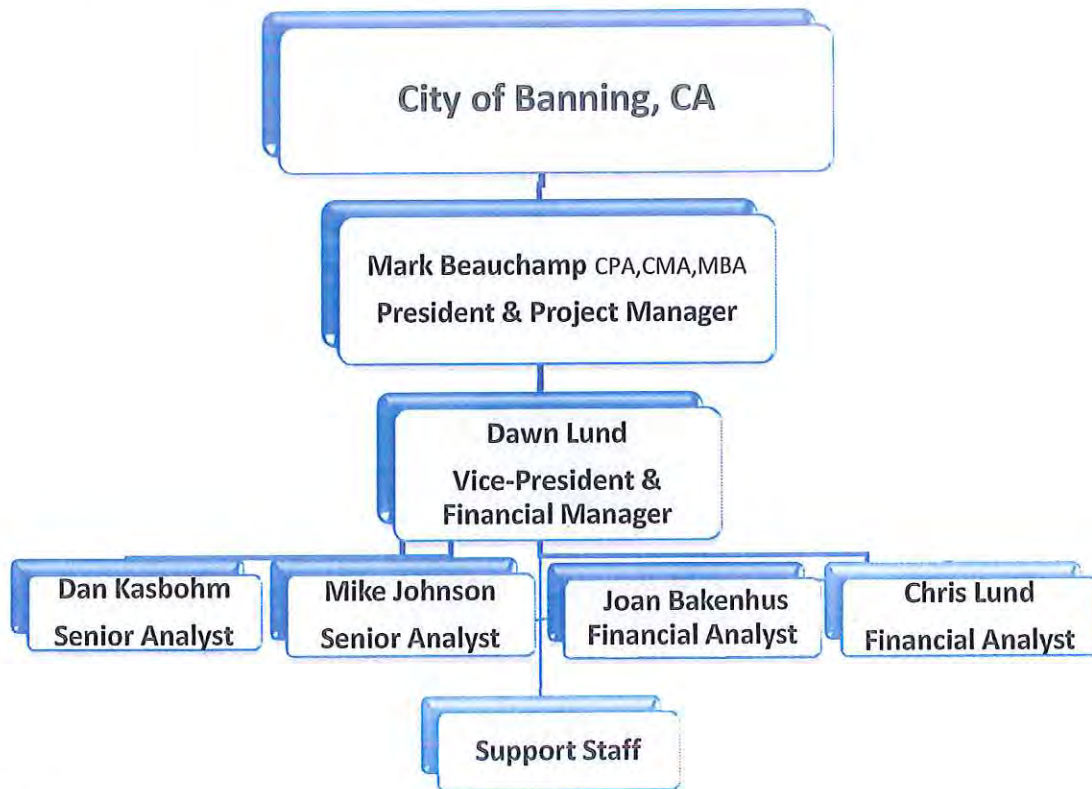 City of Banning, CA
Mark Beauchamp CPA,CMA,MBA
President & Project Manager
Dawn Lund
Vice-President &
Financial Manager
Dan Kasbohm
Senior Analyst
Mike Johnson
Senior Analyst
Joan Bakenhus
Financial Analyst
Chris Lund
Financial Analyst
Support Staff